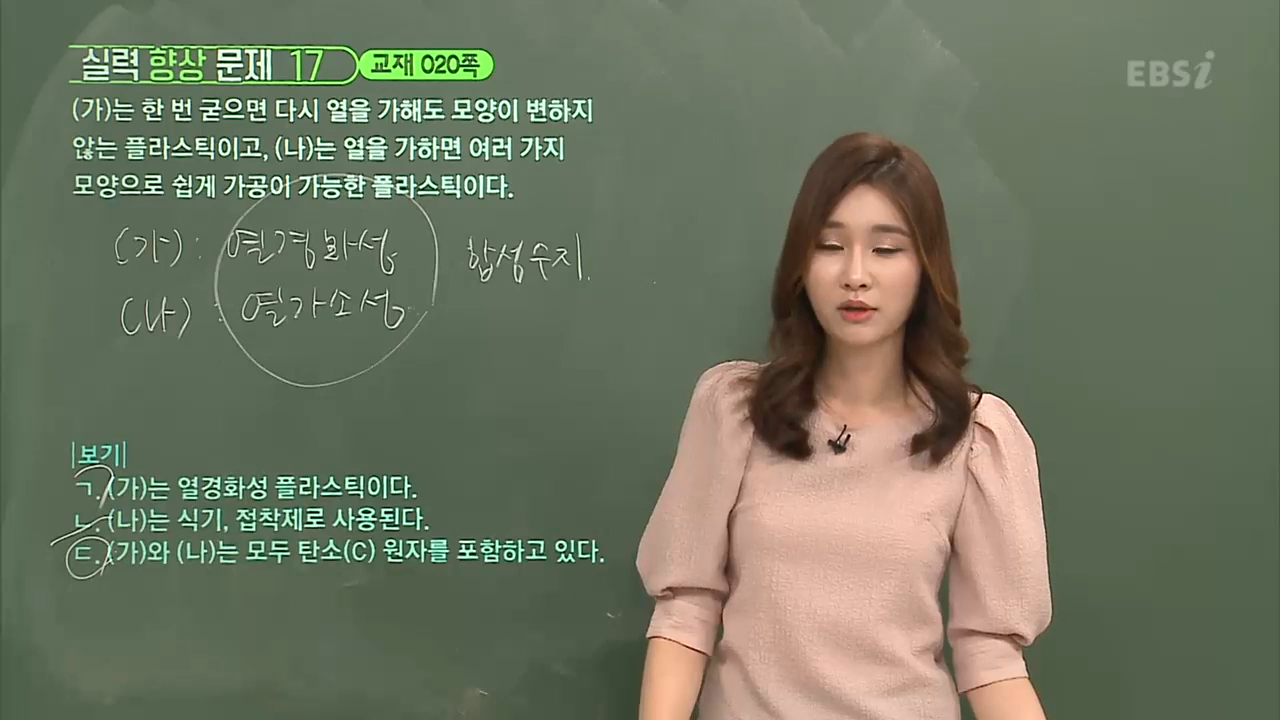 실력 향상 문제 17 교재 020쪽
EBSi
(가)는 한 번 굳으면 다시 열을 가해도 모양이 변하지
않는 플라스틱이고, (나)는 열을 가하면 여러 가지
모양으로 쉽게 가공이 가능한 플라스틱이다.
(가) : 열경화성 합성수지.
(나) : 열가소성
|보기|
ㄱ. (가)는 열경화성 플라스틱이다.
ㄴ. (나)는 식기, 접착제로 사용된다.
ㄷ. (가)와 (나)는 모두 탄소(C) 원자를 포함하고 있다.